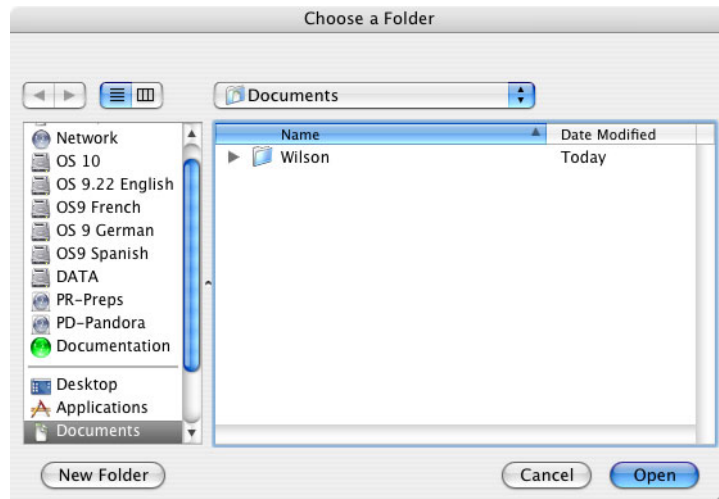 Choose a Folder
Documents
Name
Date Modified
Network
OS 10
OS 9.22 English
OS9 French
OS 9 German
OS9 Spanish
DATA
PR-Preps
PD-Pandora
Documentation
Desktop
Applications
Documents
Wilson
Today
New Folder
Cancel
Open